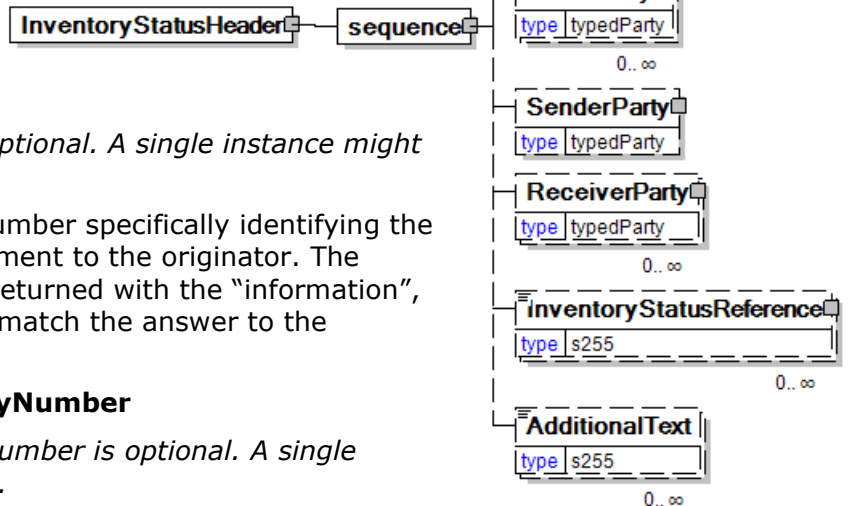 type typedParty
0.. ∞
InventoryStatusHeader
sequence
SenderParty
type typedParty
ReceiverParty
type typedParty
0.. ∞
InventoryStatusReference
type s255
0.. ∞
AdditionalText
type s255
0.. ∞
ptional. A single instance might
umber specifically identifying the
ment to the originator. The
eturned with the “information”,
match the answer to the
yNumber
umber is optional. A single
.